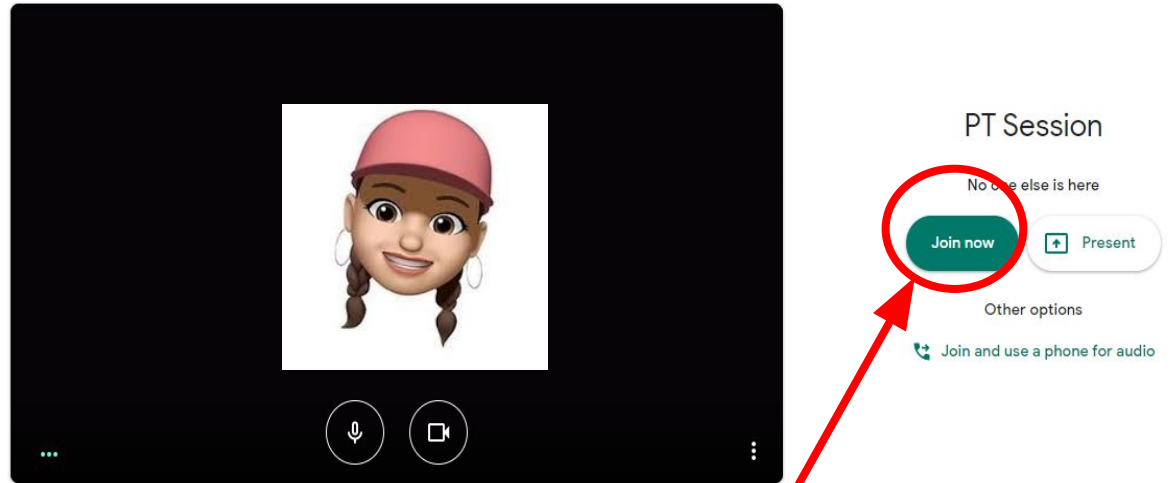 PT Session
No one else is here
Join now
Present
Other options
Join and use a phone for audio